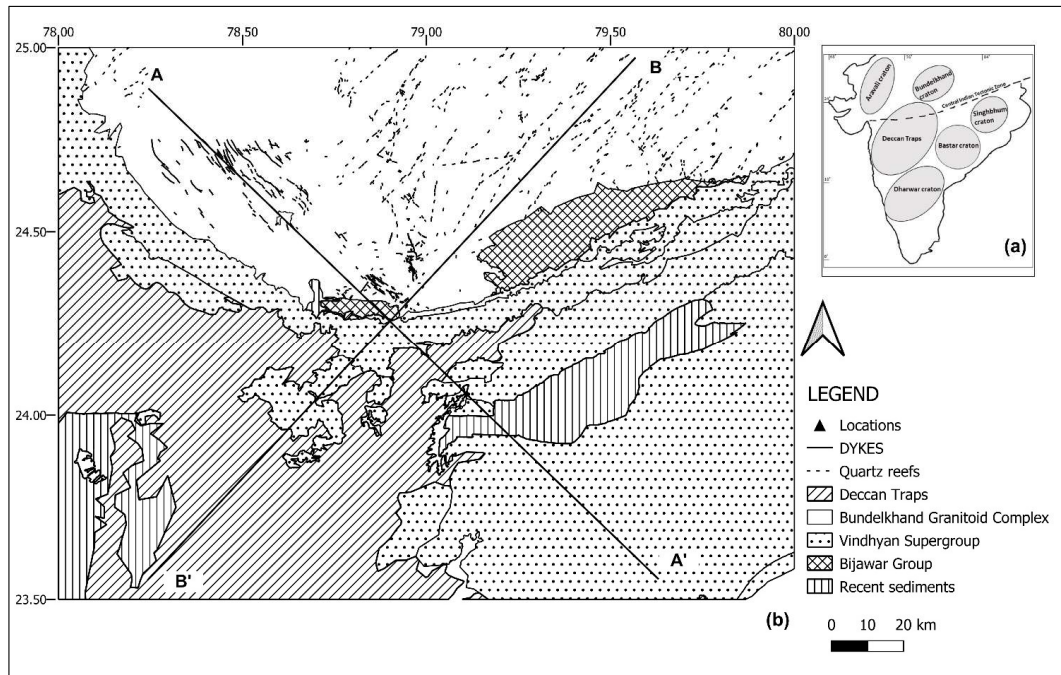 78.00 78,50 79,00 79,50 80,00
25.00
24.50
24.00
23.50
A
B
A'
B'
(b)
Aravali craton
Bundelkhand
craton
Central Indian Tectonic Zone
Singhbhum
craton
Deccan Traps
Bastar craton
Dharwar craton
(a)
LEGEND
Locations
DYKES
Quartz reefs
Deccan Traps
Bundelkhand Granitoid Complex
Vindhyan Supergroup
Bijawar Group
Recent sediments
0 10 20 km